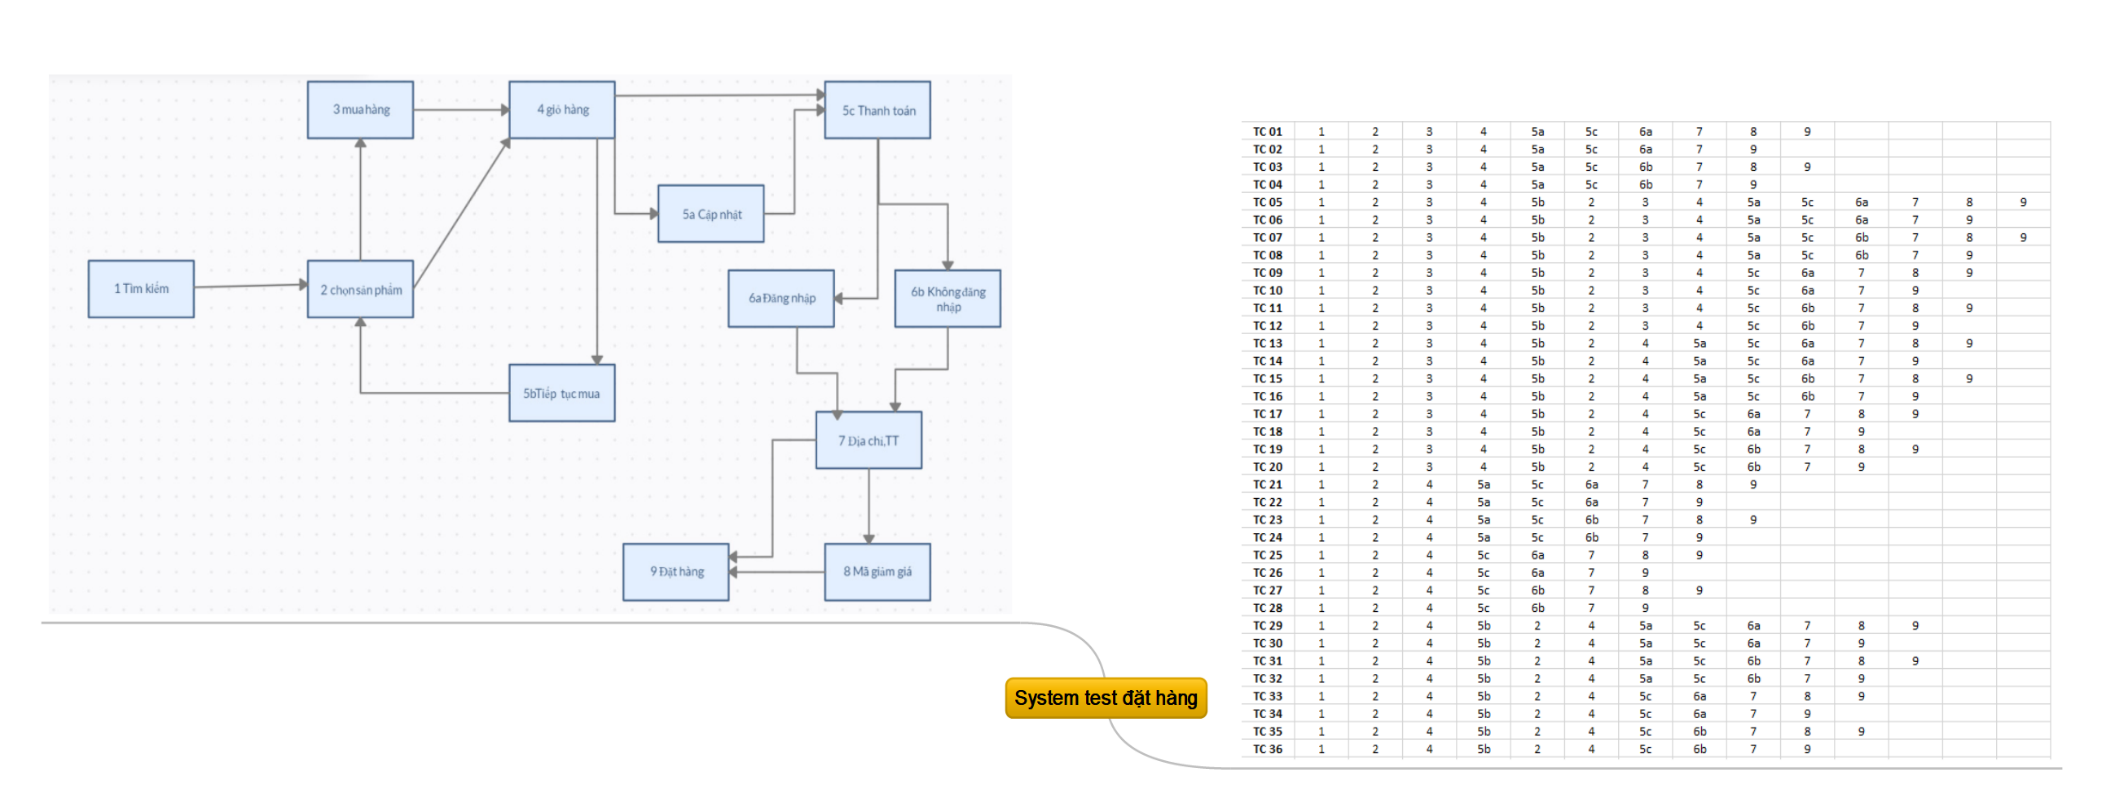 3 mua hàng
4 giỏ hàng
5c Thanh toán
5a Cập nhật
1 Tìm kiếm
2 chọn sản phẩm
6a Đăng nhập
6b Không đăng
nhập
5b Tiếp tục mua
7 Địa chỉ,TT
9 Đặt hàng
8 Mã giảm giá
System test đặt hàng
TC 01 1 2 3 4 5a 5c 6a 7 8 9
TC 02 1 2 3 4 5a 5c 6a 7 9
TC 03 1 2 3 4 5a 5c 6b 7 8 9
TC 04 1 2 3 4 5a 5c 6b 7 9
TC 05 1 2 3 4 5b 2 3 4 5a 5c 6a 7 8 9
TC 06 1 2 3 4 5b 2 3 4 5a 5c 6a 7 9
TC 07 1 2 3 4 5b 2 3 4 5a 5c 6b 7 8 9
TC 08 1 2 3 4 5b 2 3 4 5a 5c 6b 7 9
TC 09 1 2 3 4 5b 2 3 4 5c 6a 7 8 9
TC 10 1 2 3 4 5b 2 3 4 5c 6a 7 9
TC 11 1 2 3 4 5b 2 3 4 5c 6b 7 8 9
TC 12 1 2 3 4 5b 2 3 4 5c 6b 7 9
TC 13 1 2 3 4 5b 2 4 5a 5c 6a 7 8 9
TC 14 1 2 3 4 5b 2 4 5a 5c 6a 7 9
TC 15 1 2 3 4 5b 2 4 5a 5c 6b 7 8 9
TC 16 1 2 3 4 5b 2 4 5a 5c 6b 7 9
TC 17 1 2 3 4 5b 2 4 5c 6a 7 8 9
TC 18 1 2 3 4 5b 2 4 5c 6a 7 9
TC 19 1 2 3 4 5b 2 4 5c 6b 7 8 9
TC 20 1 2 3 4 5b 2 4 5c 6b 7 9
TC 21 1 2 4 5a 5c 6a 7 8 9
TC 22 1 2 4 5a 5c 6a 7 9
TC 23 1 2 4 5a 5c 6b 7 8 9
TC 24 1 2 4 5a 5c 6b 7 9
TC 25 1 2 4 5c 6a 7 8 9
TC 26 1 2 4 5c 6a 7 9
TC 27 1 2 4 5c 6b 7 8 9
TC 28 1 2 4 5c 6b 7 9
TC 29 1 2 4 5b 2 4 5a 5c 6a 7 8 9
TC 30 1 2 4 5b 2 4 5a 5c 6a 7 9
TC 31 1 2 4 5b 2 4 5a 5c 6b 7 8 9
TC 32 1 2 4 5b 2 4 5a 5c 6b 7 9
TC 33 1 2 4 5b 2 4 5c 6a 7 8 9
TC 34 1 2 4 5b 2 4 5c 6a 7 9
TC 35 1 2 4 5b 2 4 5c 6b 7 8 9
TC 36 1 2 4 5b 2 4 5c 6b 7 9